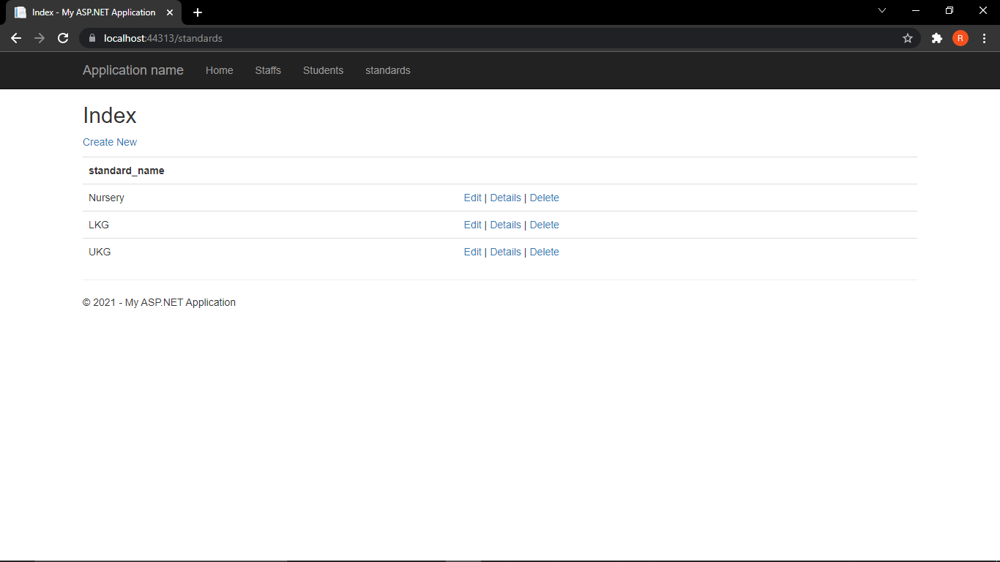 Index - My ASP.NET Application
localhost:44313/standards
R
Application name Home Staffs Students standards
Index
Create New
standard_name
Nursery Edit | Details | Delete
LKG Edit | Details | Delete
UKG Edit | Details | Delete
© 2021 - My ASP.NET Application